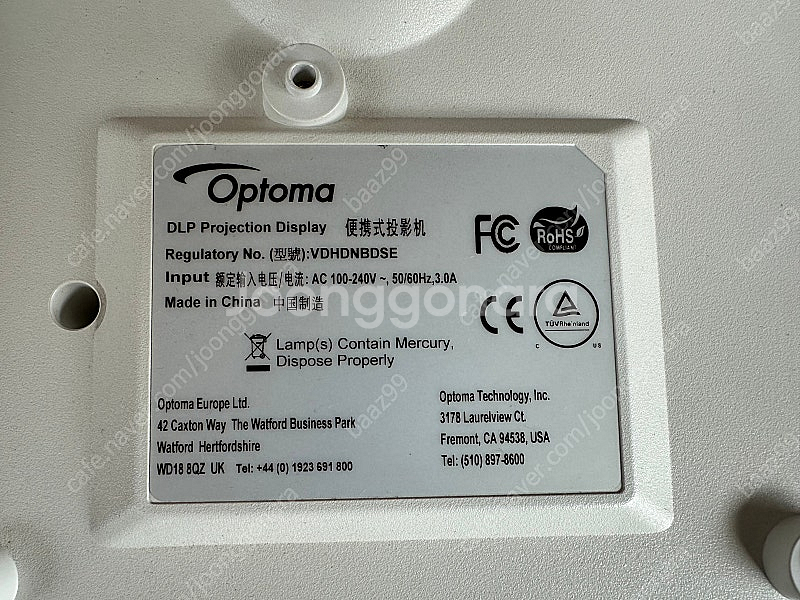 Optoma
DLP Projection Display 便携式投影机
Regulatory No. (型號):VDHDNBDSE
Input 额定输入电压/电流: AC 100-240V ~, 50/60Hz,3.0A
Made in China 中国制造
FC
RoHS
COMPLIANT
CE
TÜVRheinland
C US
Lamp(s) Contain Mercury,
Dispose Properly
Optoma Europe Ltd.
42 Caxton Way The Watford Business Park
Watford Hertfordshire
WD18 8QZ UK Tel: +44 (0) 1923 691 800
Optoma Technology, Inc.
3178 Laurelview Ct.
Fremont, CA 94538, USA
Tel: (510) 897-8600
joonggonara
cafe.naver.com/joonggonara
baaz99